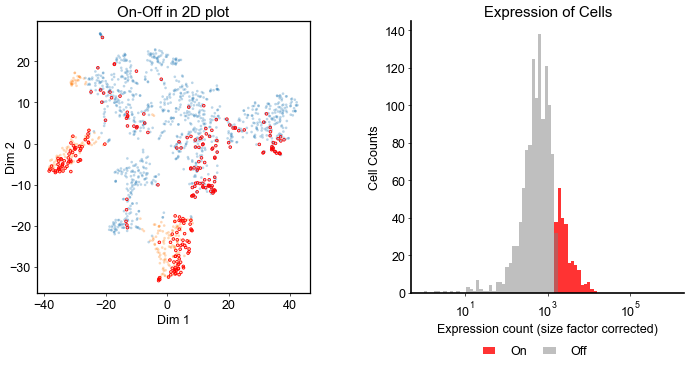 On-Off in 2D plot
Dim 2
20
10
0
−10
−20
−30
−40
−20
0
20
40
Dim 1
Expression of Cells
Cell Counts
140
120
100
80
60
40
20
0
10^1
10^3
10^5
Expression count (size factor corrected)
On
Off